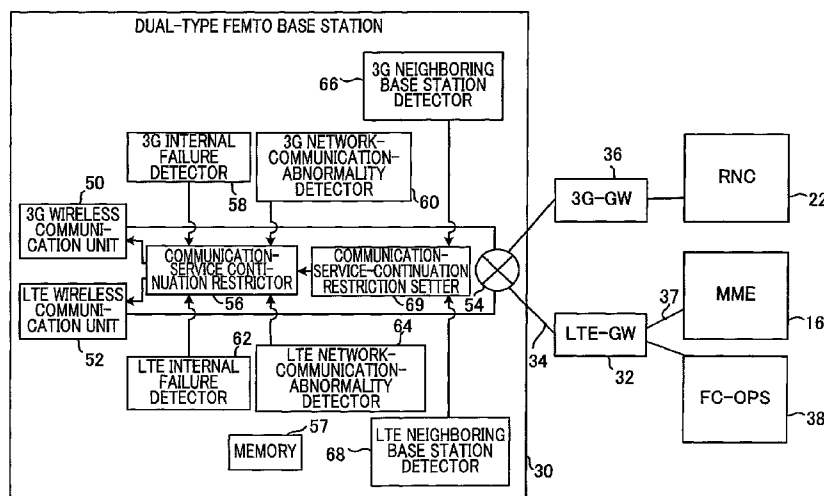 DUAL-TYPE FEMTO BASE STATION
66
3G NEIGHBORING
BASE STATION
DETECTOR
3G INTERNAL
FAILURE
DETECTOR
58
3G NETWORK-
COMMUNICATION-
ABNORMALITY
DETECTOR
60
36
3G-GW
RNC
22
50
3G WIRELESS
COMMUNI-
CATION UNIT
COMMUNICATION-
SERVICE CONTI-
NUATION RESTRICTOR
56
COMMUNICATION-
SERVICE-CONTINUATION
RESTRICTION SETTER
69
54
LTE WIRELESS
COMMUNI-
CATION UNIT
52
37
MME
16
34
LTE-GW
32
62
LTE INTERNAL
FAILURE
DETECTOR
64
LTE NETWORK-
COMMUNICATION-
ABNORMALITY
DETECTOR
FC-OPS
38
57
MEMORY
68
LTE NEIGHBORING
BASE STATION
DETECTOR
30